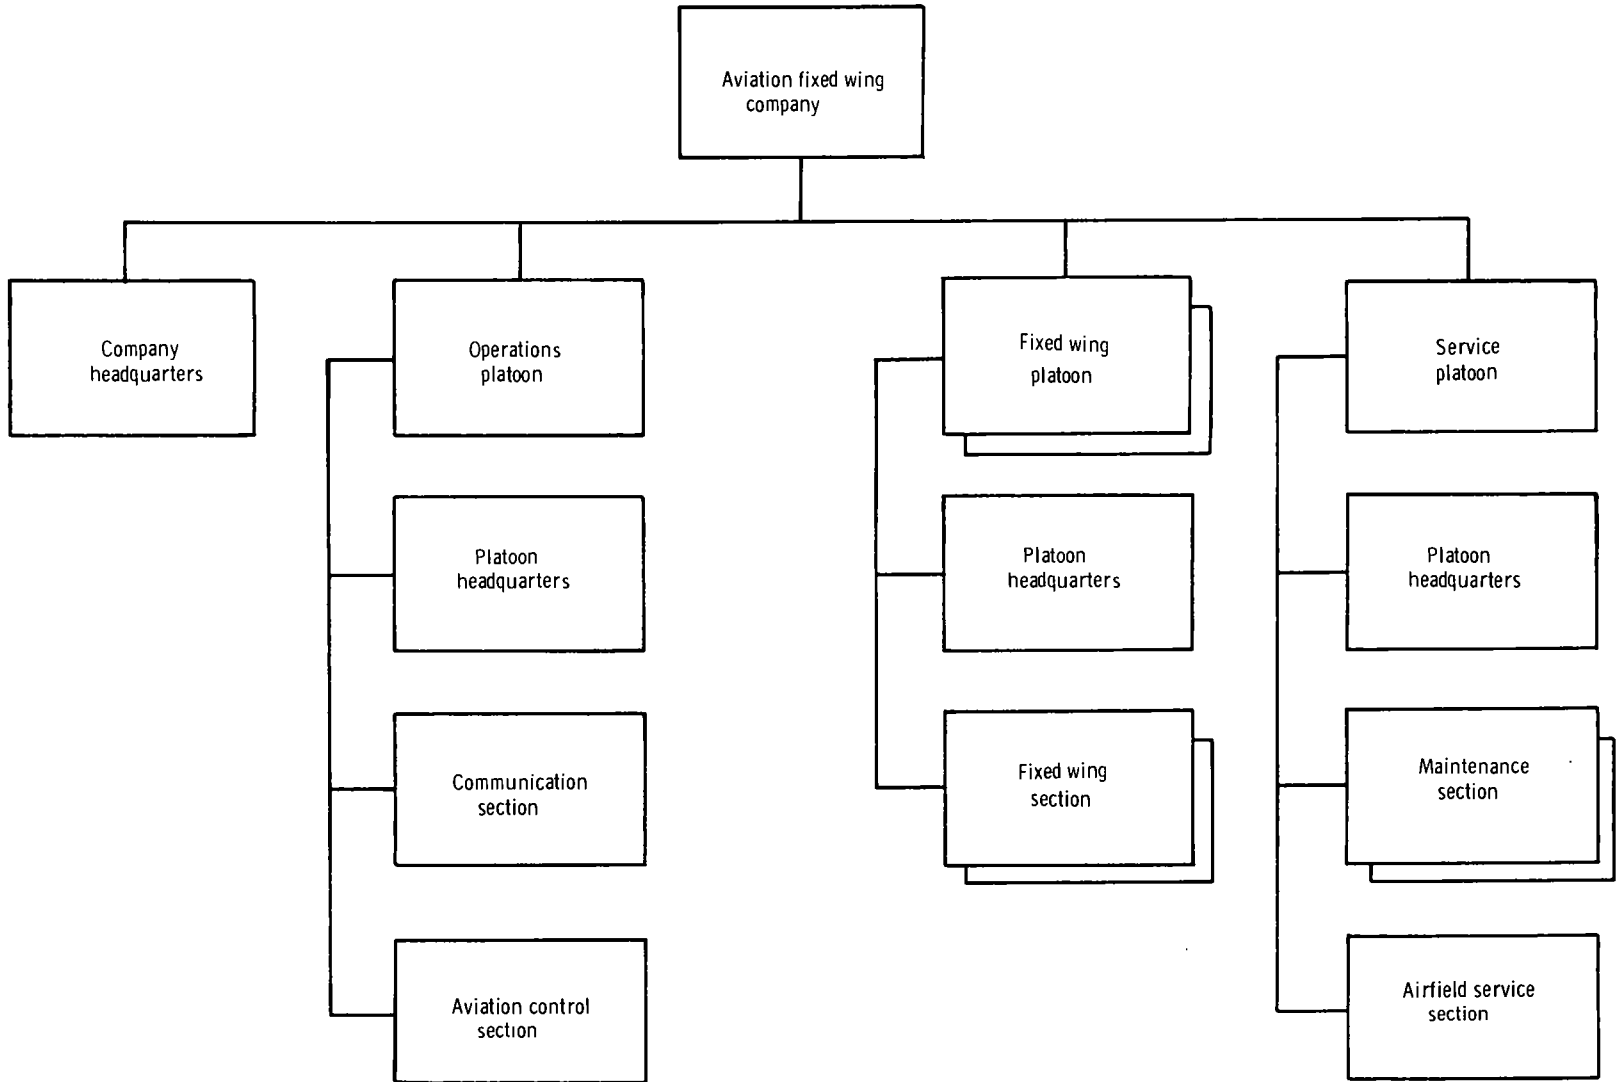 Aviation fixed wing
company
Company
headquarters
Operations
platoon
Fixed wing
platoon
Service
platoon
Platoon
headquarters
Platoon
headquarters
Platoon
headquarters
Communication
section
Fixed wing
section
Maintenance
section
Aviation control
section
Airfield service
section